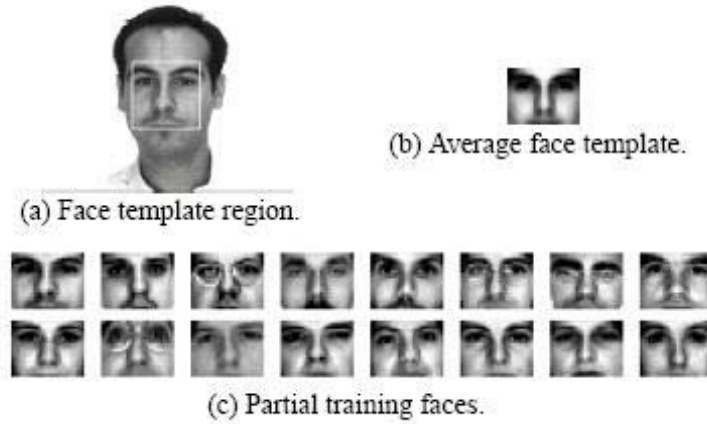 (a) Face template region.
(b) Average face template.
(c) Partial training faces.